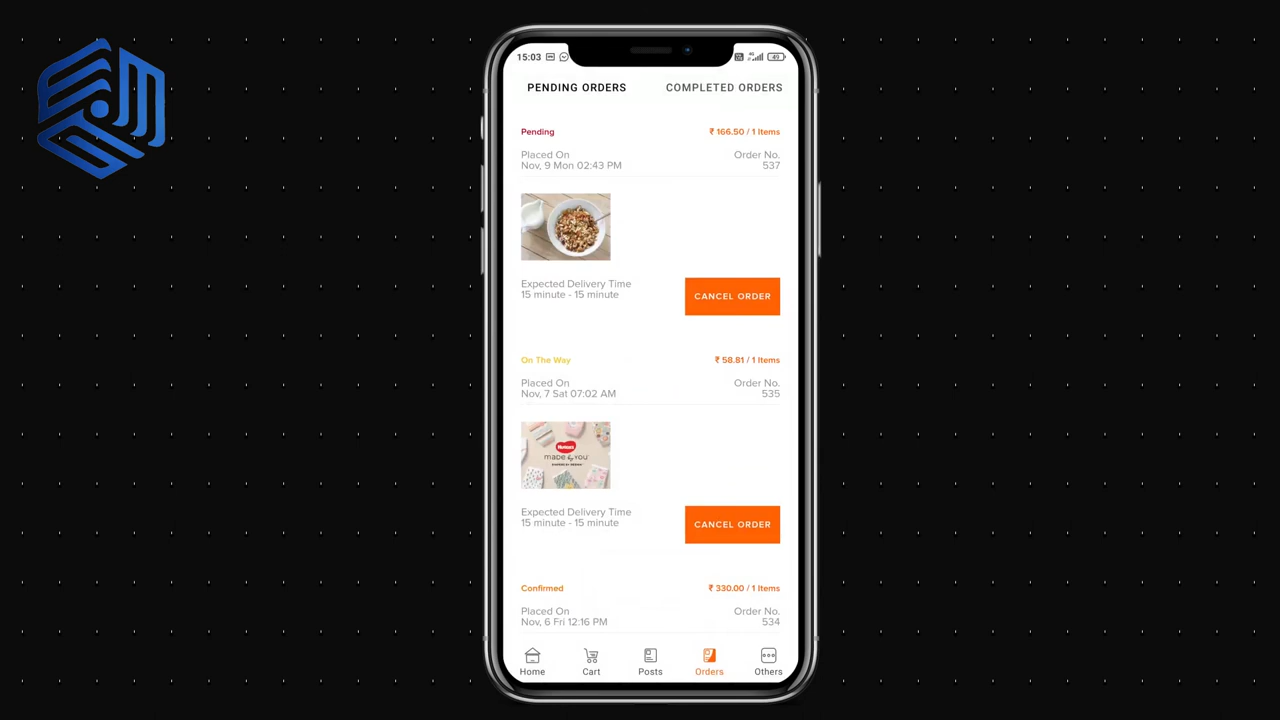 15:03
49
PENDING ORDERS
COMPLETED ORDERS
Pending
₹ 166.50 / 1 Items
Placed On
Nov, 9 Mon 02:43 PM
Order No.
537
Expected Delivery Time
15 minute - 15 minute
CANCEL ORDER
On The Way
₹ 58.81 / 1 Items
Placed On
Nov, 7 Sat 07:02 AM
Order No.
535
HUGGIES
made by you
Expected Delivery Time
15 minute - 15 minute
CANCEL ORDER
Confirmed
₹ 330.00 / 1 Items
Placed On
Nov, 6 Fri 12:16 PM
Order No.
534
Home
Cart
Posts
Orders
Others